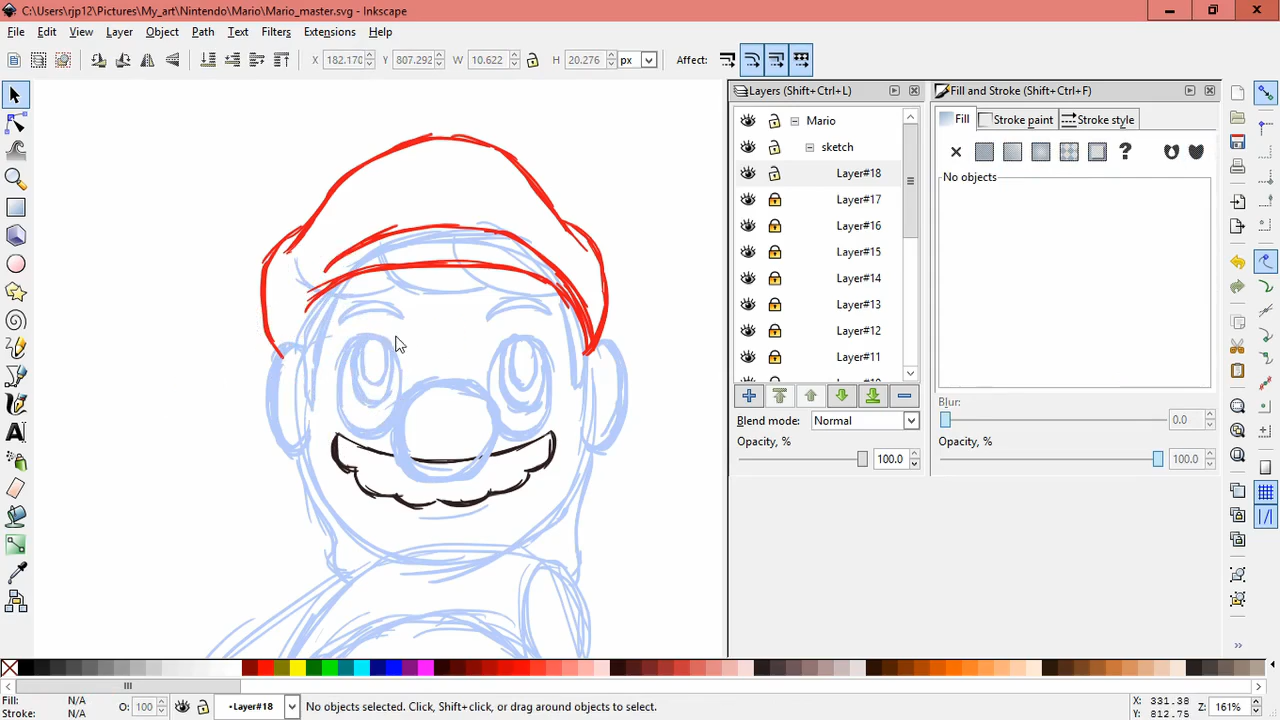 C:\Users\rjp12\Pictures\My_art\Nintendo\Mario\Mario_master.svg - Inkscape
File Edit View Layer Object Path Text Filters Extensions Help
X 182.170 Y 807.292 W 10.622 H 20.276 px Affect:
Layers (Shift+Ctrl+L)
Mario
sketch
Layer#18
Layer#17
Layer#16
Layer#15
Layer#14
Layer#13
Layer#12
Layer#11
Blend mode: Normal
Opacity, %
100.0
Fill and Stroke (Shift+Ctrl+F)
Fill Stroke paint Stroke style
?
No objects
Blur:
0.0
Opacity, %
100.0
Fill: N/A
Stroke: N/A
O: 100
•Layer#18
No objects selected. Click, Shift+click, or drag around objects to select.
X: 331.38
Y: 812.75
Z: 161%